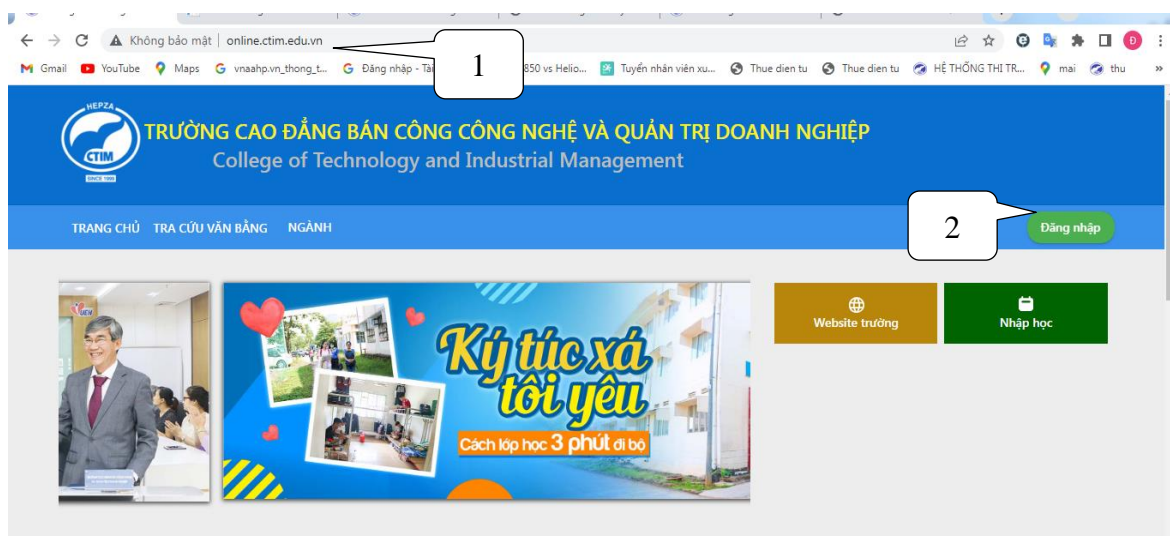 Không bảo mật | online.ctim.edu.vn
1
Gmail YouTube Maps vnaahp.vn_thong_t... Đăng nhập - Tài 850 vs Helio... Tuyển nhân viên xu... Thue dien tu Thue dien tu HỆ THỐNG THI TR... mai thu »
HEPZA
CTIM
SINCE 1998
TRƯỜNG CAO ĐẲNG BÁN CÔNG CÔNG NGHỆ VÀ QUẢN TRỊ DOANH NGHIỆP
College of Technology and Industrial Management
TRANG CHỦ TRA CỨU VĂN BẰNG NGÀNH
2
Đăng nhập
UEH
Ký túc xá
tôi yêu
Cách lớp học 3 phút đi bộ
Website trường
Nhập học